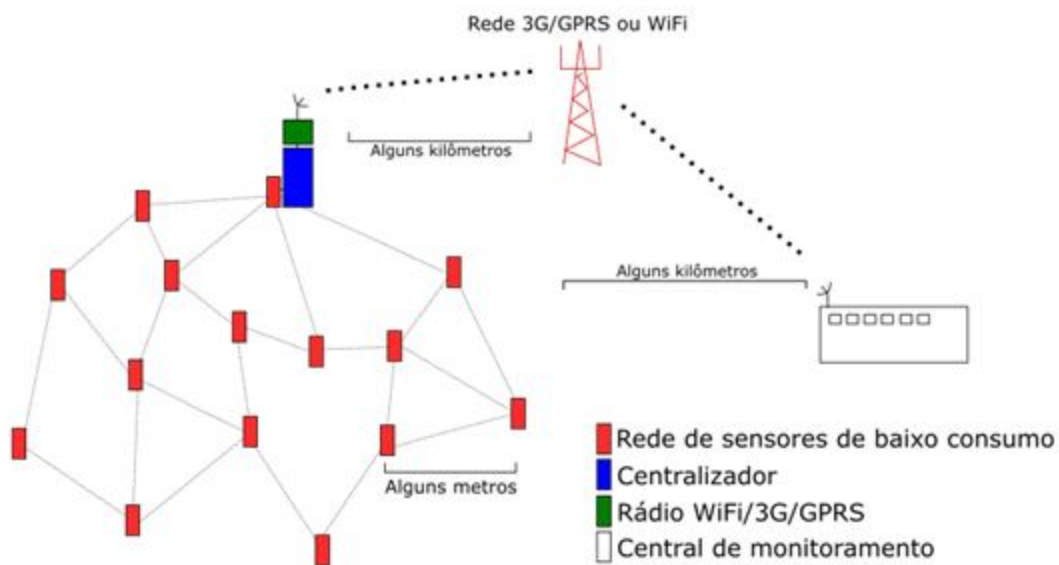 Rede 3G/GPRS ou WiFi
Alguns kilômetros
Alguns kilômetros
Alguns metros
Rede de sensores de baixo consumo
Centralizador
Rádio WiFi/3G/GPRS
Central de monitoramento